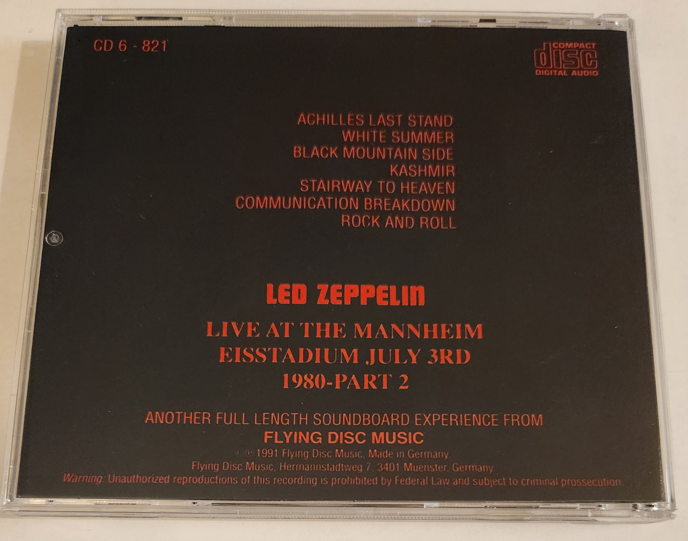 CD 6 - 821
COMPACT
disc
DIGITAL AUDIO
ACHILLES LAST STAND
WHITE SUMMER
BLACK MOUNTAIN SIDE
KASHMIR
STAIRWAY TO HEAVEN
COMMUNICATION BREAKDOWN
ROCK AND ROLL
LED ZEPPELIN
LIVE AT THE MANNHEIM
EISSTADIUM JULY 3RD
1980-PART 2
ANOTHER FULL LENGTH SOUNDBOARD EXPERIENCE FROM
FLYING DISC MUSIC
1991 Flying Disc Music, Made in Germany.
Flying Disc Music, Hermannstadtweg 7, 3401 Muenster, Germany.
Warning: Unauthorized reproductions of this recording is prohibited by Federal Law and subject to criminal prossecution.